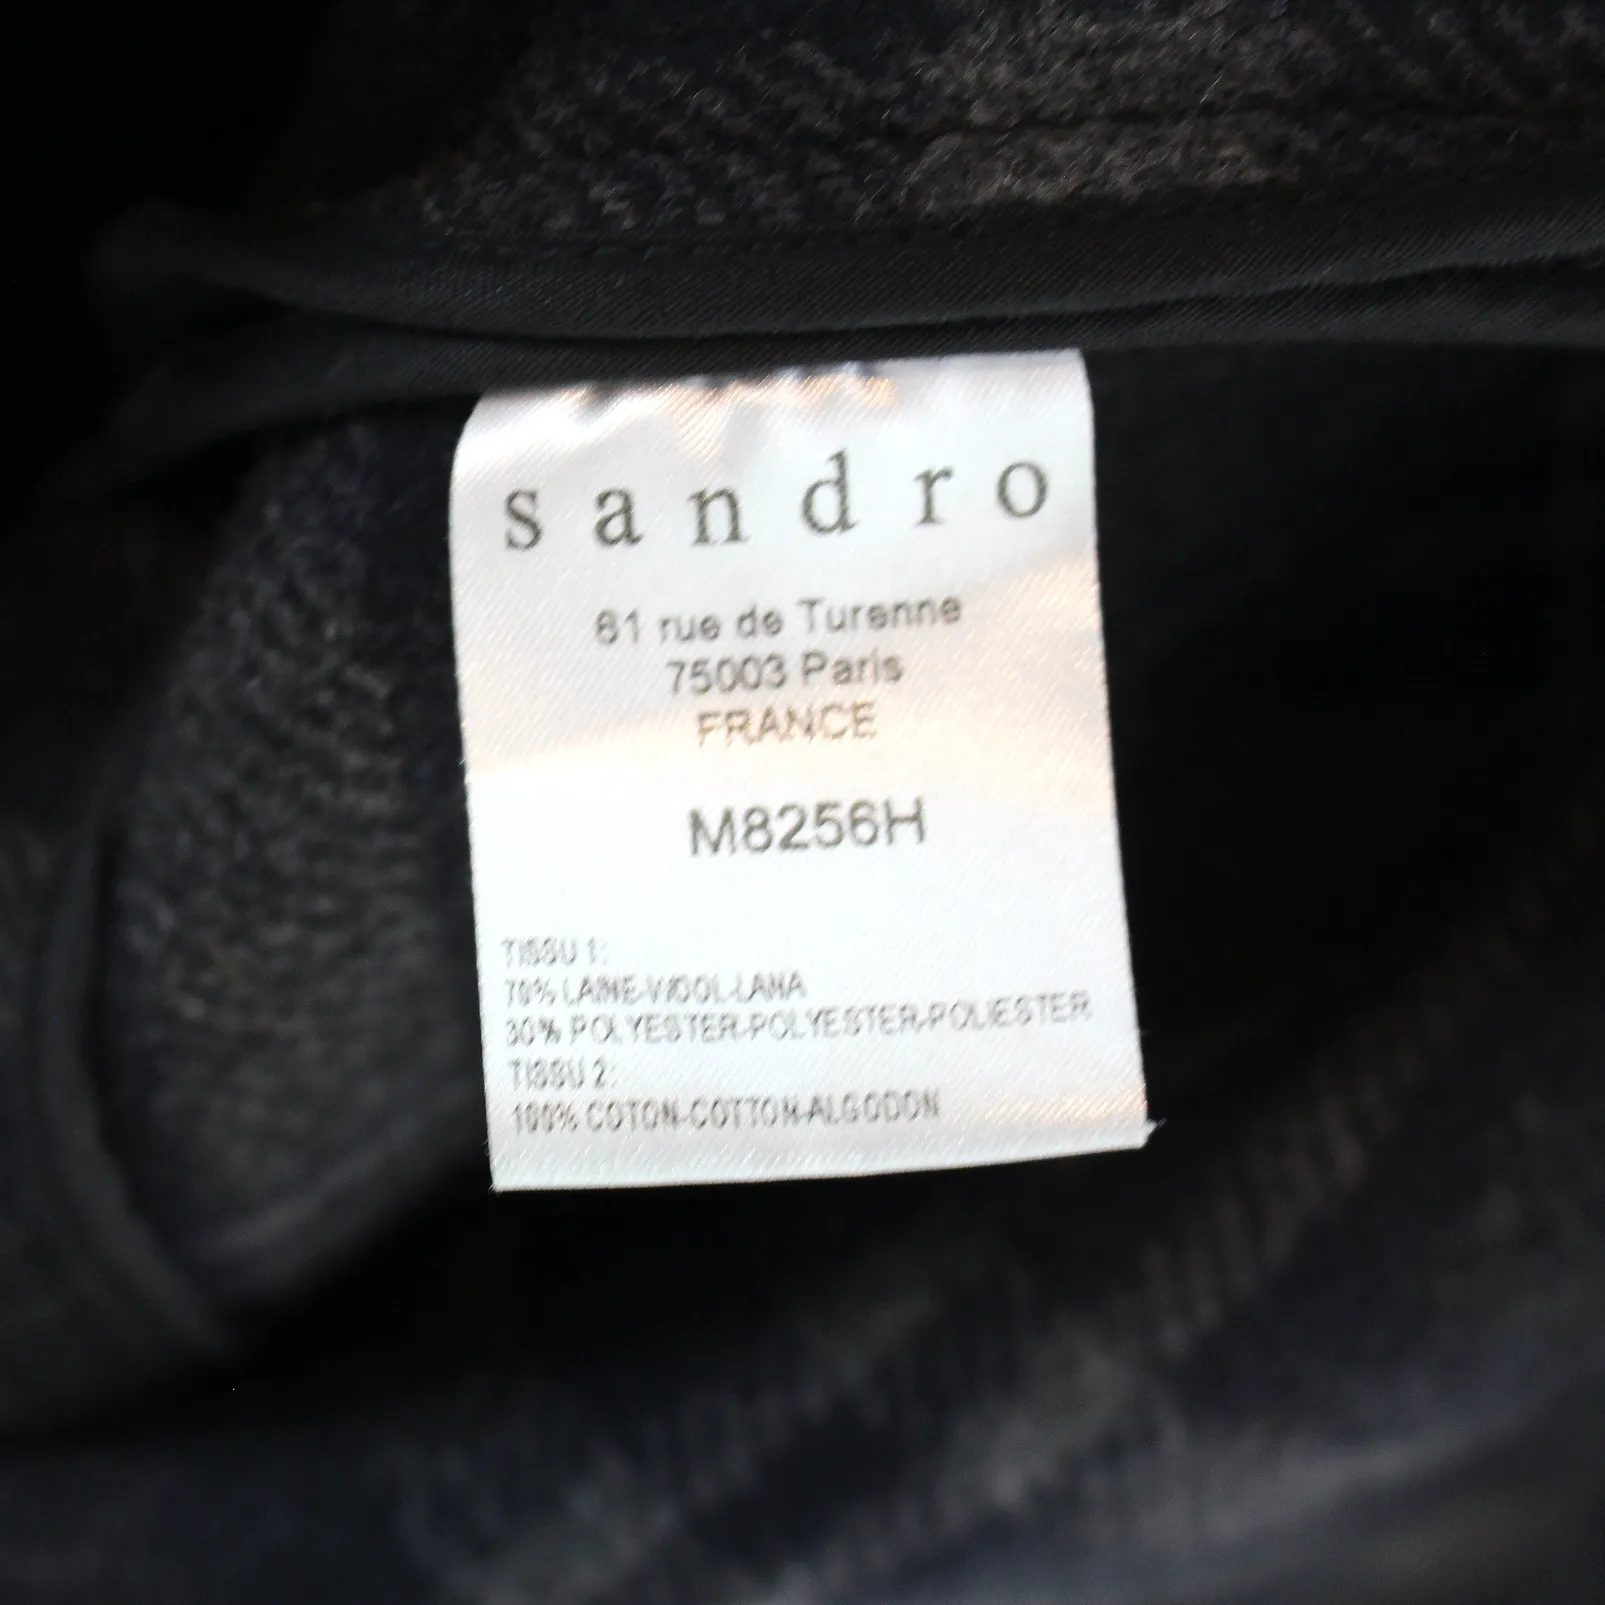 sandro
61 rue de Turenne
75003 Paris
FRANCE
M8256H
TISSU 1:
70% LAINE-WOOL-LANA
30% POLYESTER-POLYESTER-POLIESTER
TISSU 2:
100% COTON-COTTON-ALGODON